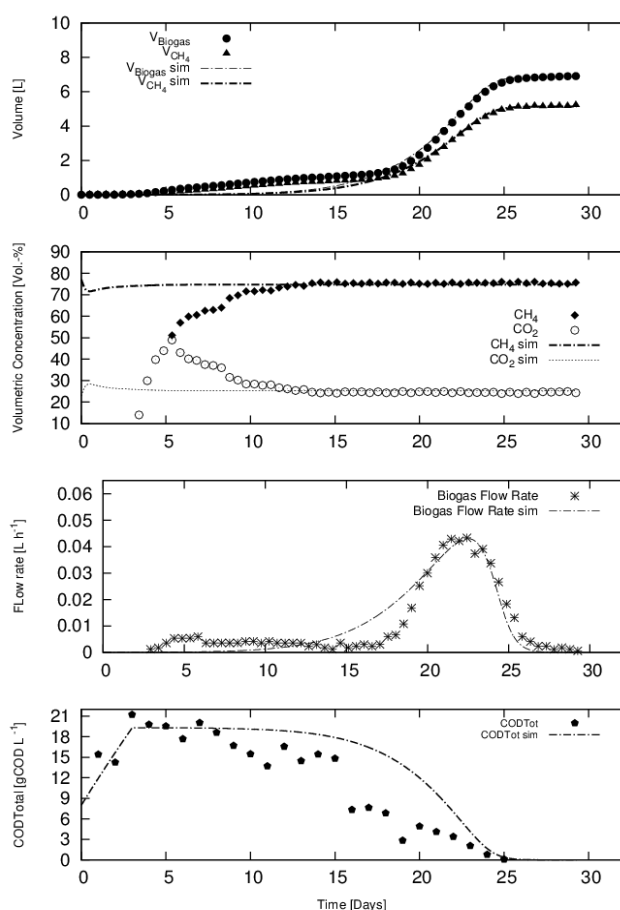 Volume [L]
10
8
6
4
2
0
V_Biogas
V_CH4
V_Biogas sim
V_CH4 sim
0 5 10 15 20 25 30
Volumetric Concentration [Vol.-%]
90
80
70
60
50
40
30
20
10
CH4
CO2
CH4 sim
CO2 sim
0 5 10 15 20 25 30
FLow rate [L h-1]
0.06
0.05
0.04
0.03
0.02
0.01
0
Biogas Flow Rate
Biogas Flow Rate sim
0 5 10 15 20 25 30
CODTotal [gCOD L-1]
21
18
15
12
9
6
3
0
CODTot
CODTot sim
0 5 10 15 20 25 30
Time [Days]